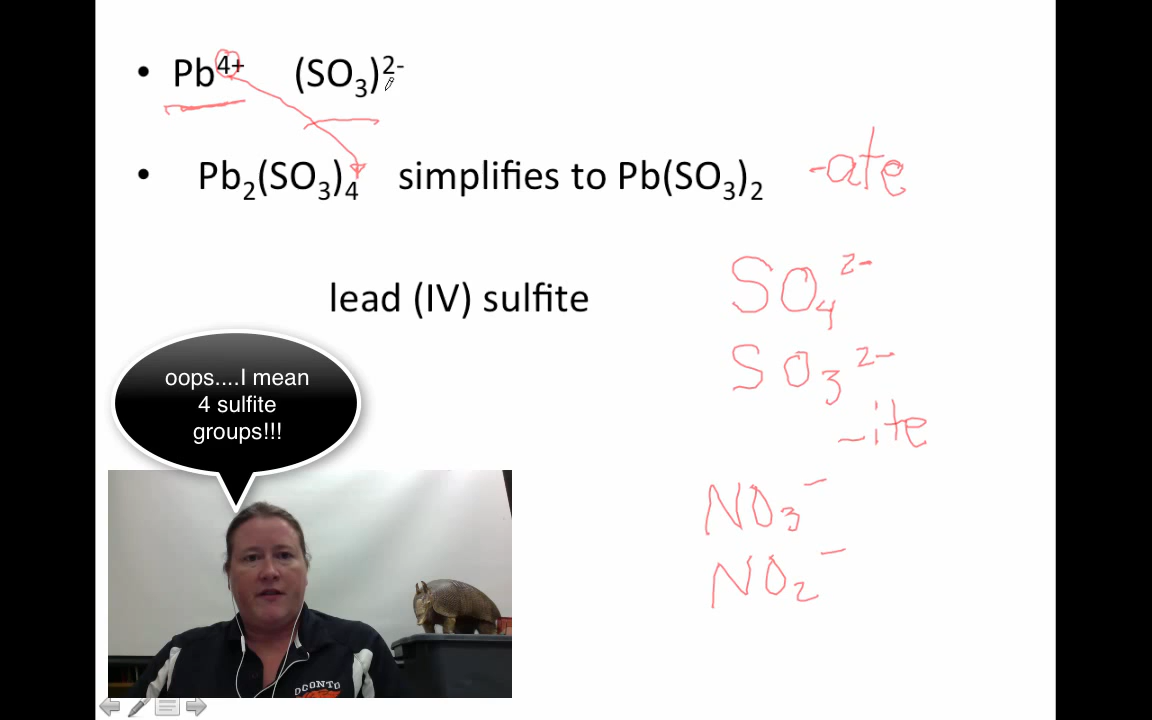 • Pb⁴⁺ (SO₃)²⁻
• Pb₂(SO₃)₄ simplifies to Pb(SO₃)₂
-ate
SO₄²⁻
lead (IV) sulfite
SO₃²⁻
-ite
oops....I mean
4 sulfite
groups!!!
NO₃⁻
NO₂⁻
OCONTO